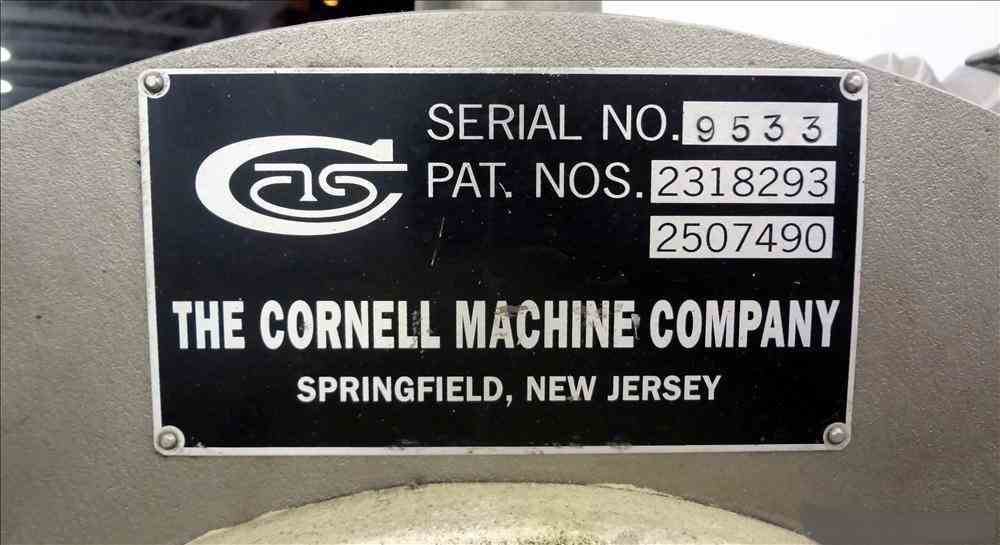 SERIAL NO. 9533
PAT. NOS. 2318293
2507490
THE CORNELL MACHINE COMPANY
SPRINGFIELD, NEW JERSEY